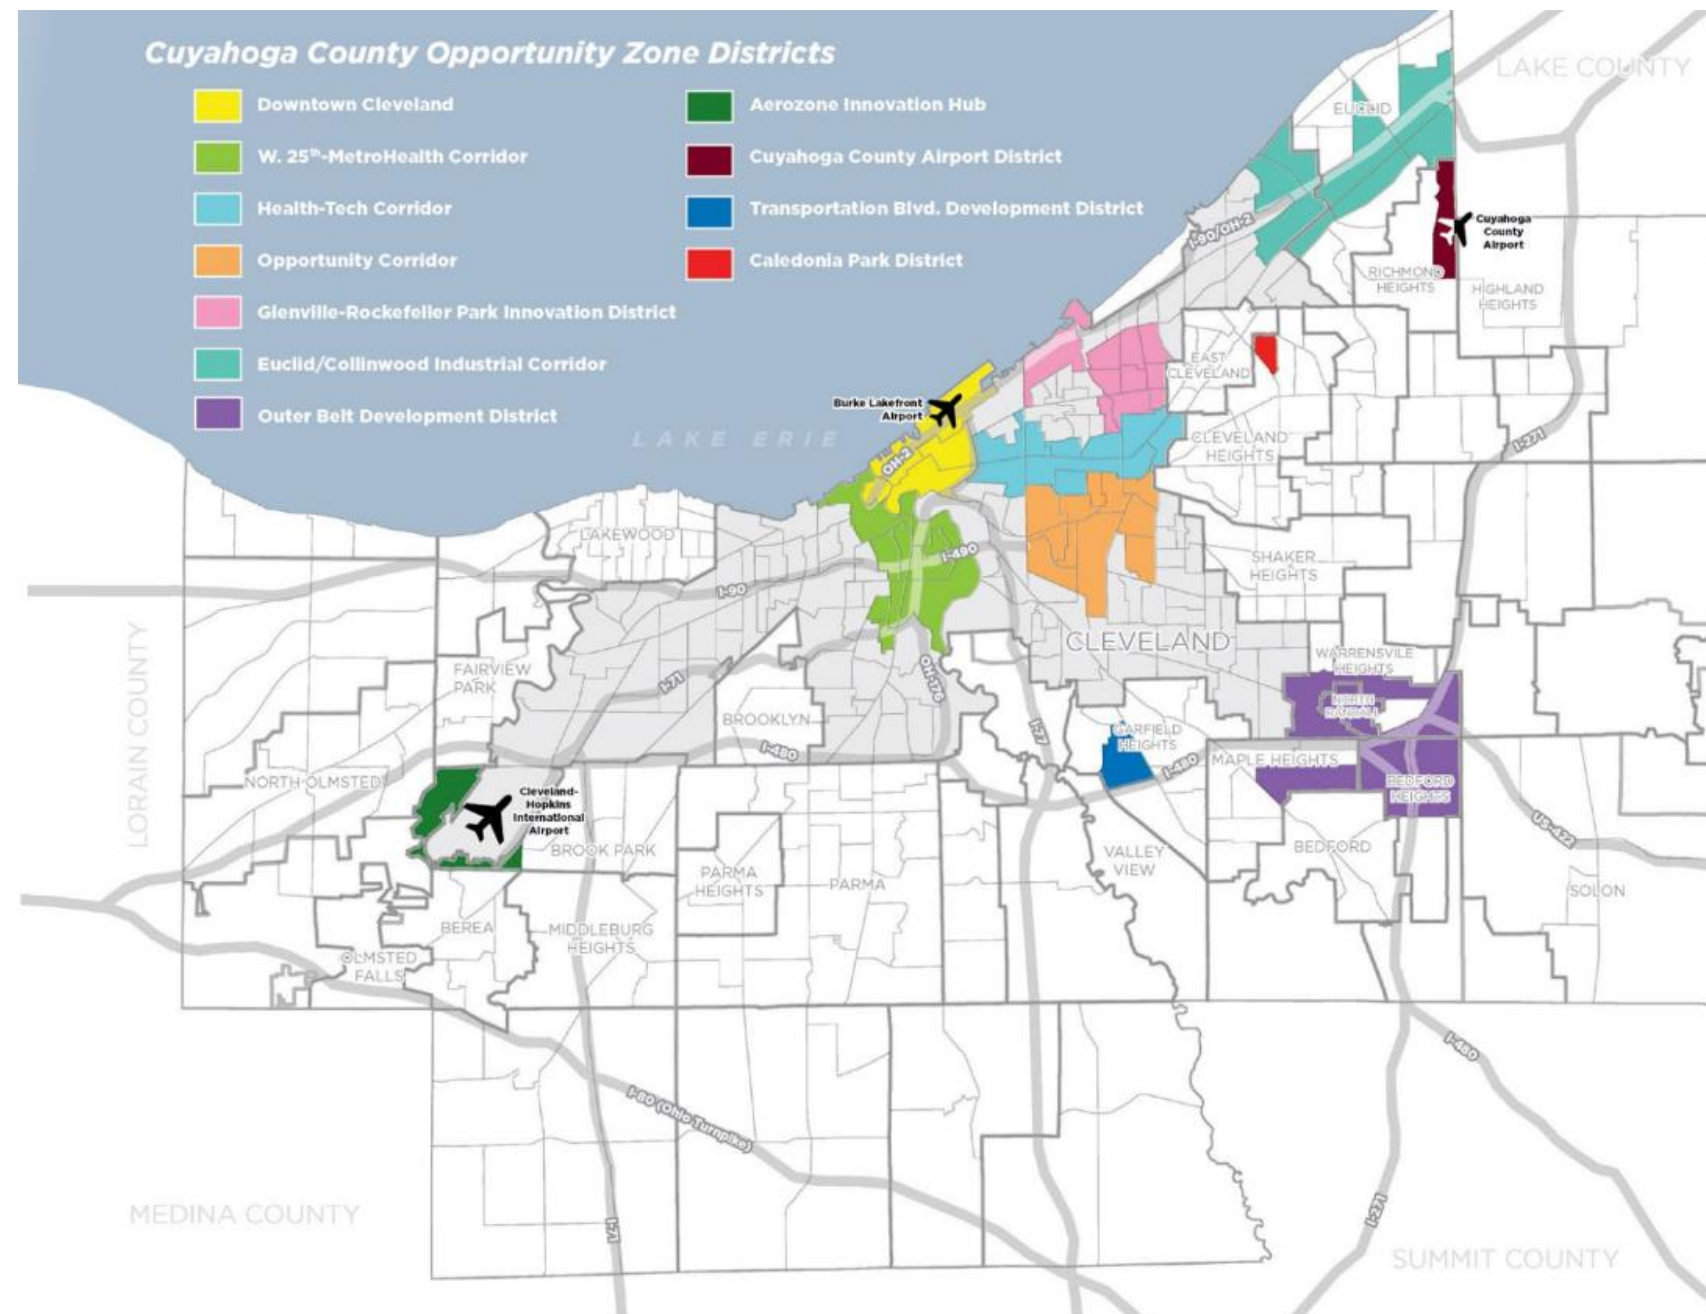 Cuyahoga County Opportunity Zone Districts
Downtown Cleveland
W. 25th-MetroHealth Corridor
Health-Tech Corridor
Opportunity Corridor
Glenville-Rockefeller Park Innovation District
Euclid/Collinwood Industrial Corridor
Outer Belt Development District
Aerozone Innovation Hub
Cuyahoga County Airport District
Transportation Blvd. Development District
Caledonia Park District
LAKE COUNTY
EUCLID
Cuyahoga
County
Airport
I-90/OH-2
RICHMOND
HEIGHTS
HIGHLAND
HEIGHTS
EAST
CLEVELAND
Burke Lakefront
Airport
LAKE ERIE
OH-2
CLEVELAND
HEIGHTS
I-271
LAKEWOOD
I-490
SHAKER
HEIGHTS
I-90
CLEVELAND
WARRENSVILE
HEIGHTS
LORAIN COUNTY
FAIRVIEW
PARK
I-71
OH-176
NORTH
RANDALL
BROOKLYN
I-480
I-77
GARFIELD
HEIGHTS
I-480
MAPLE HEIGHTS
NORTH OLMSTED
BEDFORD
HEIGHTS
Cleveland-
Hopkins
International
Airport
US-422
BROOK PARK
BEDFORD
VALLEY
VIEW
PARMA
HEIGHTS
PARMA
SOLON
BEREA
MIDDLEBURG
HEIGHTS
OLMSTED
FALLS
I-480
I-80 (Ohio Turnpike)
MEDINA COUNTY
I-71
I-271
SUMMIT COUNTY